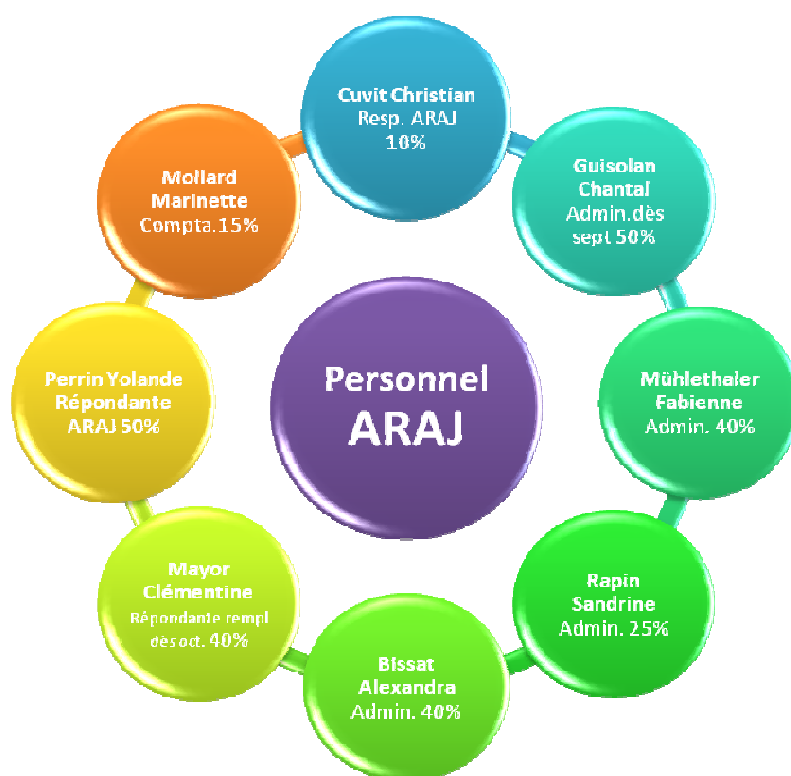 Cuvit Christian
Resp. ARAJ
10%
Guisolan
Chantal
Admin.dès
sept 50%
Mühlethaler
Fabienne
Admin. 40%
Rapin
Sandrine
Admin. 25%
Bissat
Alexandra
Admin. 40%
Mayor
Clémentine
Répondante rempl
dès oct. 40%
Perrin Yolande
Répondante
ARAJ 50%
Mollard
Marinette
Compta.15%
Personnel
ARAJ